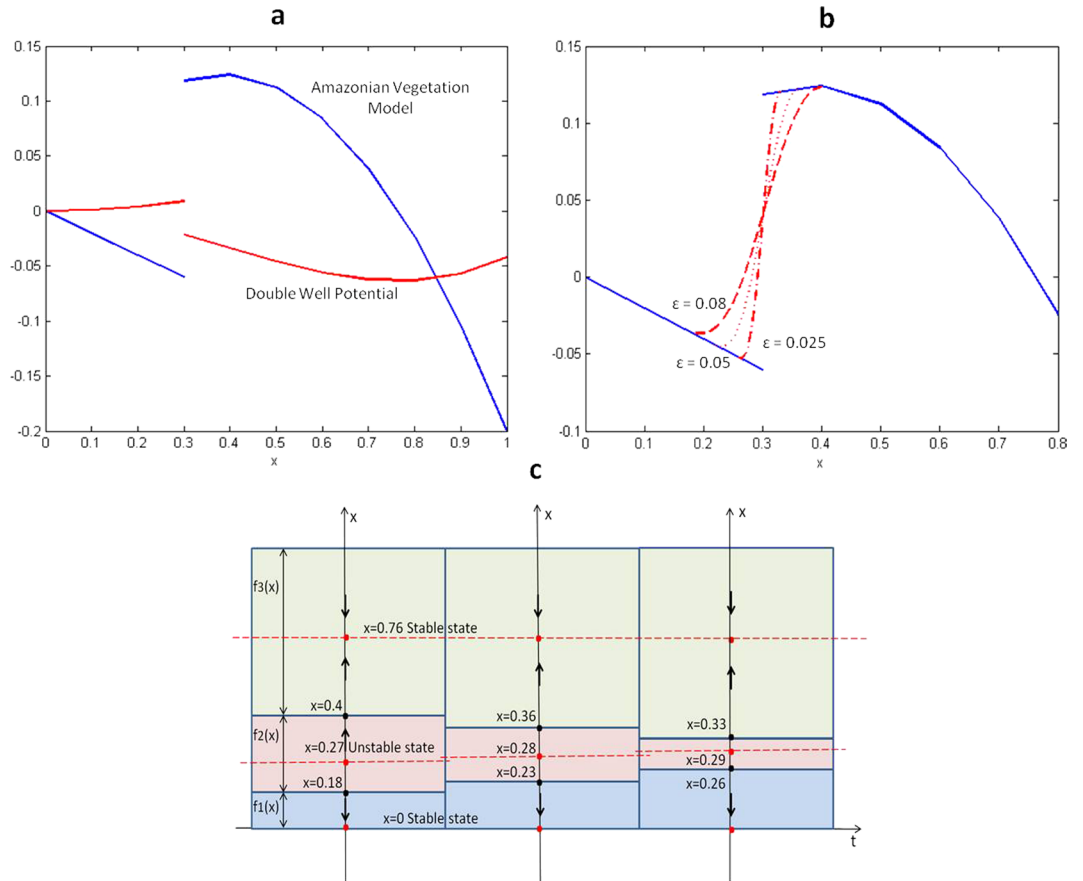 a
0.15
0.1
0.05
0
-0.05
-0.1
-0.15
-0.2
0 0.1 0.2 0.3 0.4 0.5 0.6 0.7 0.8 0.9 1
x
Amazonian Vegetation
Model
Double Well Potential
b
0.15
0.1
0.05
0
-0.05
-0.1
0 0.1 0.2 0.3 0.4 0.5 0.6 0.7 0.8
x
ε = 0.08
ε = 0.05
ε = 0.025
c
x x x
f3(x)
f2(x)
f1(x)
x=0.76 Stable state
x=0.4
x=0.27 Unstable state
x=0.18
x=0 Stable state
x=0.36
x=0.28
x=0.23
x=0.33
x=0.29
x=0.26
t